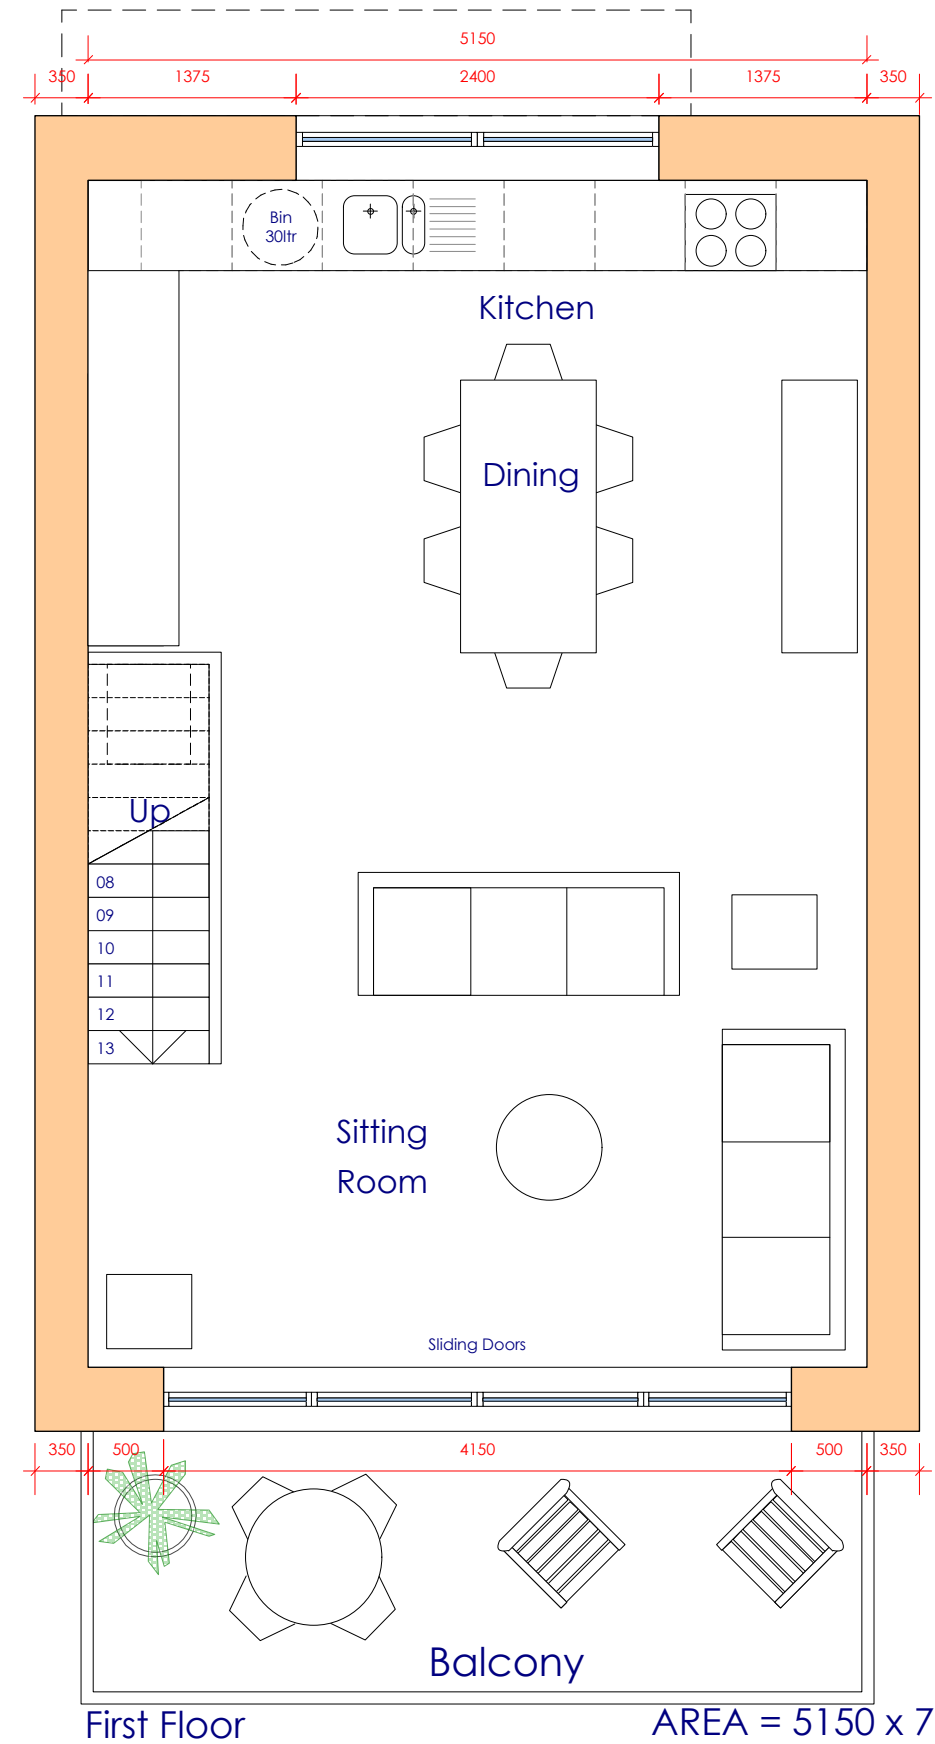 5150
350 1375 2400 1375 350
Bin
30ltr
Kitchen
Dining
Up
08
09
10
11
12
13
Sitting
Room
Sliding Doors
350 500 4150 500 350
Balcony
First Floor AREA = 5150 x 7